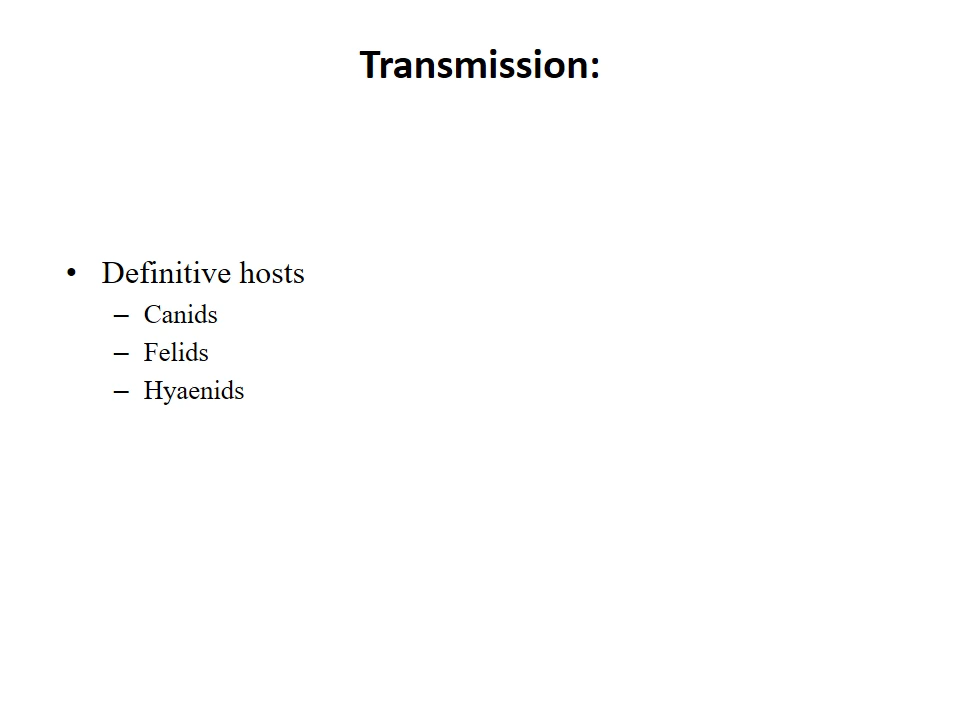 Transmission:
• Definitive hosts
– Canids
– Felids
– Hyaenids